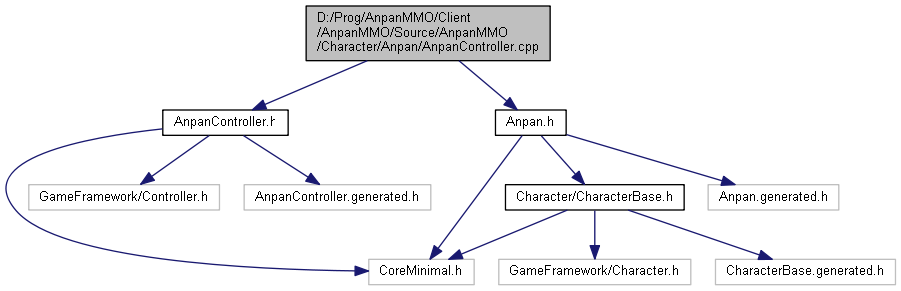 D:/Prog/AnpanMMO/Client
/AnpanMMO/Source/AnpanMMO
/Character/Anpan/AnpanController.cpp
AnpanController.h
Anpan.h
GameFramework/Controller.h
AnpanController.generated.h
Character/CharacterBase.h
Anpan.generated.h
CoreMinimal.h
GameFramework/Character.h
CharacterBase.generated.h